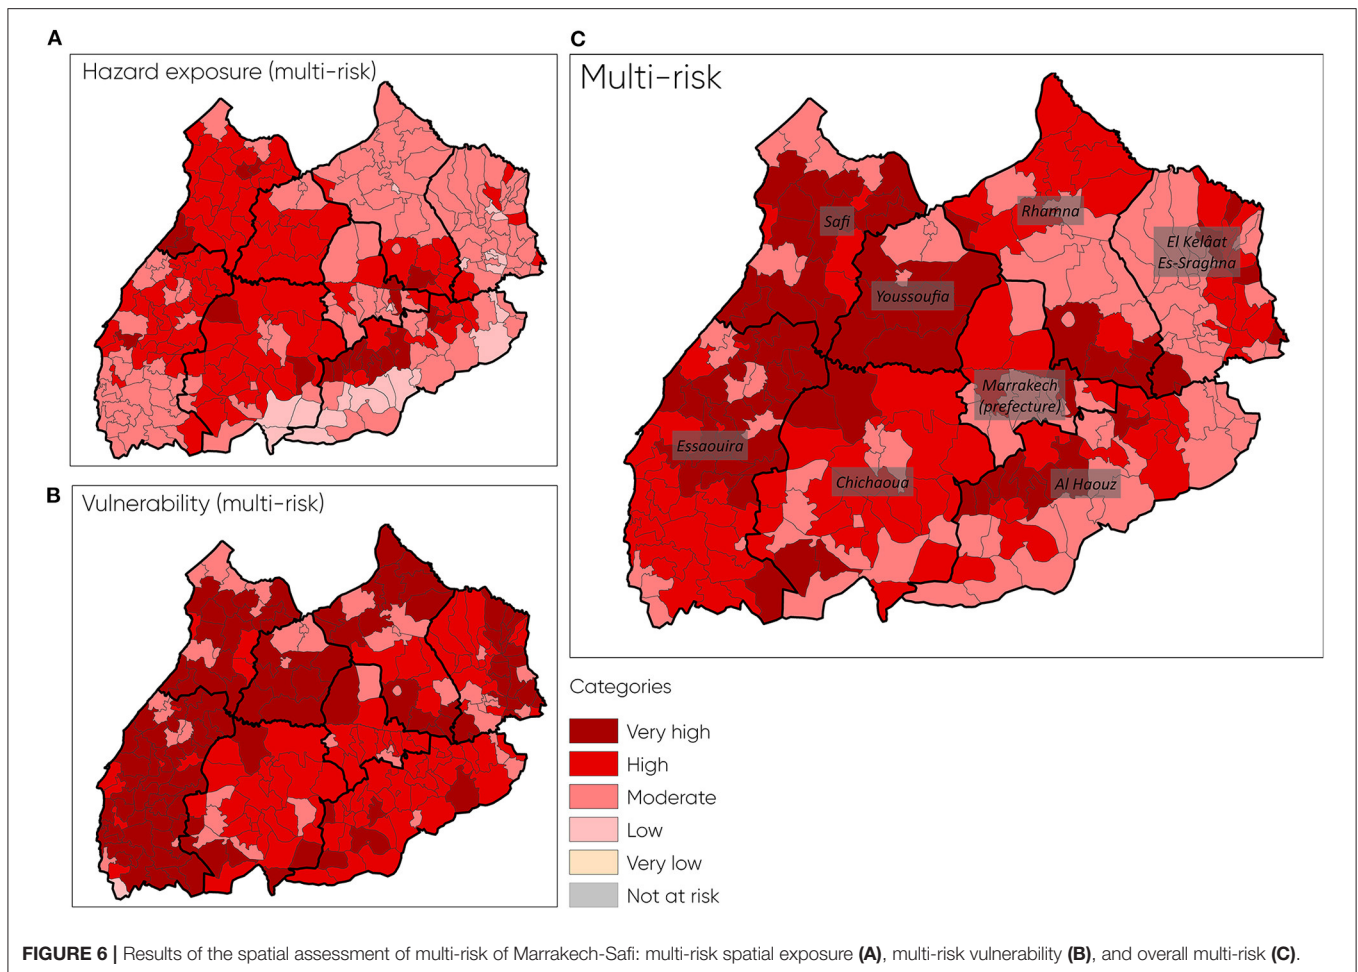 A
Hazard exposure (multi-risk)
B
Vulnerability (multi-risk)
C
Multi-risk
Safi
Rhamna
El Kelâat
Es-Sraghna
Youssoufia
Marrakech
(prefecture)
Essaouira
Chichaoua
Al Haouz
Categories
Very high
High
Moderate
Low
Very low
Not at risk
FIGURE 6 | Results of the spatial assessment of multi-risk of Marrakech-Safi: multi-risk spatial exposure (A), multi-risk vulnerability (B), and overall multi-risk (C).